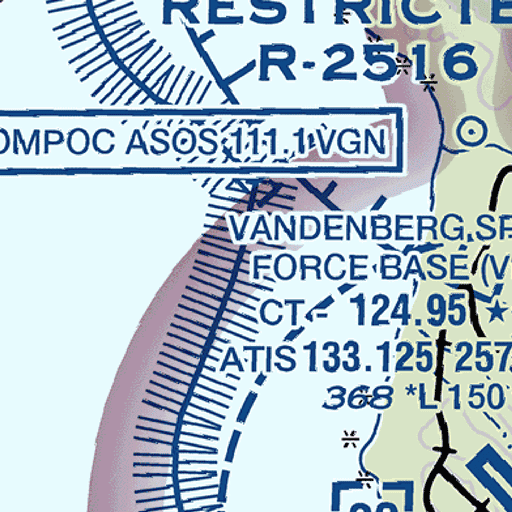 RESTRICTE
R-2516
OMPOC ASOS 111.1 VGN
VANDENBERG SP
FORCE BASE (V
CT - 124.95 ★
ATIS 133.125 257
368 *L 150